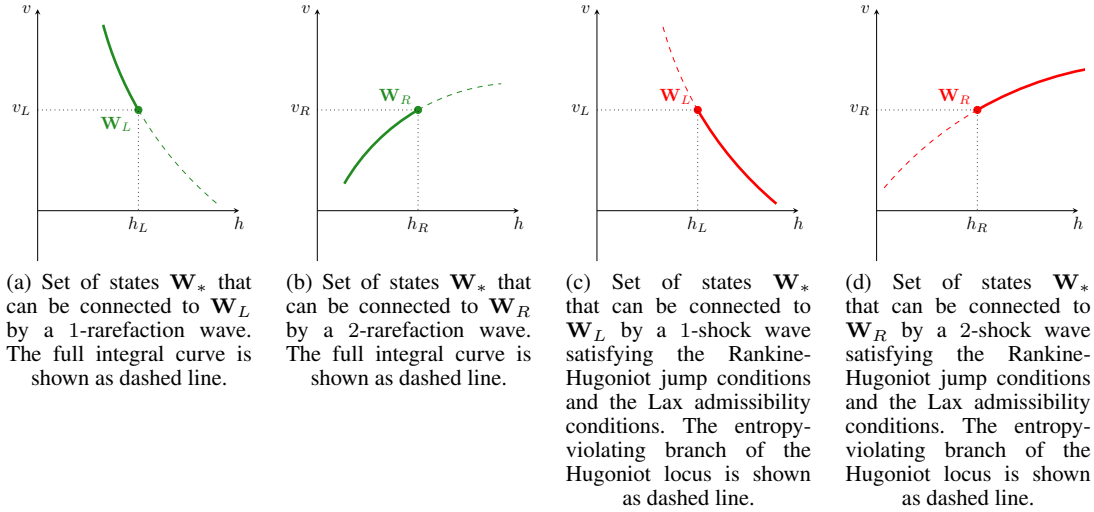 v
v_L
W_L
h_L
h
(a) Set of states W_* that
can be connected to W_L
by a 1-rarefaction wave.
The full integral curve is
shown as dashed line.
v
v_R
W_R
h_R
h
(b) Set of states W_* that
can be connected to W_R
by a 2-rarefaction wave.
The full integral curve is
shown as dashed line.
v
v_L
W_L
h_L
h
(c) Set of states W_*
that can be connected to
W_L by a 1-shock wave
satisfying the Rankine-
Hugoniot jump conditions
and the Lax admissibility
conditions. The entropy-
violating branch of the
Hugoniot locus is shown
as dashed line.
v
v_R
W_R
h_R
h
(d) Set of states W_*
that can be connected to
W_R by a 2-shock wave
satisfying the Rankine-
Hugoniot jump conditions
and the Lax admissibility
conditions. The entropy-
violating branch of the
Hugoniot locus is shown
as dashed line.